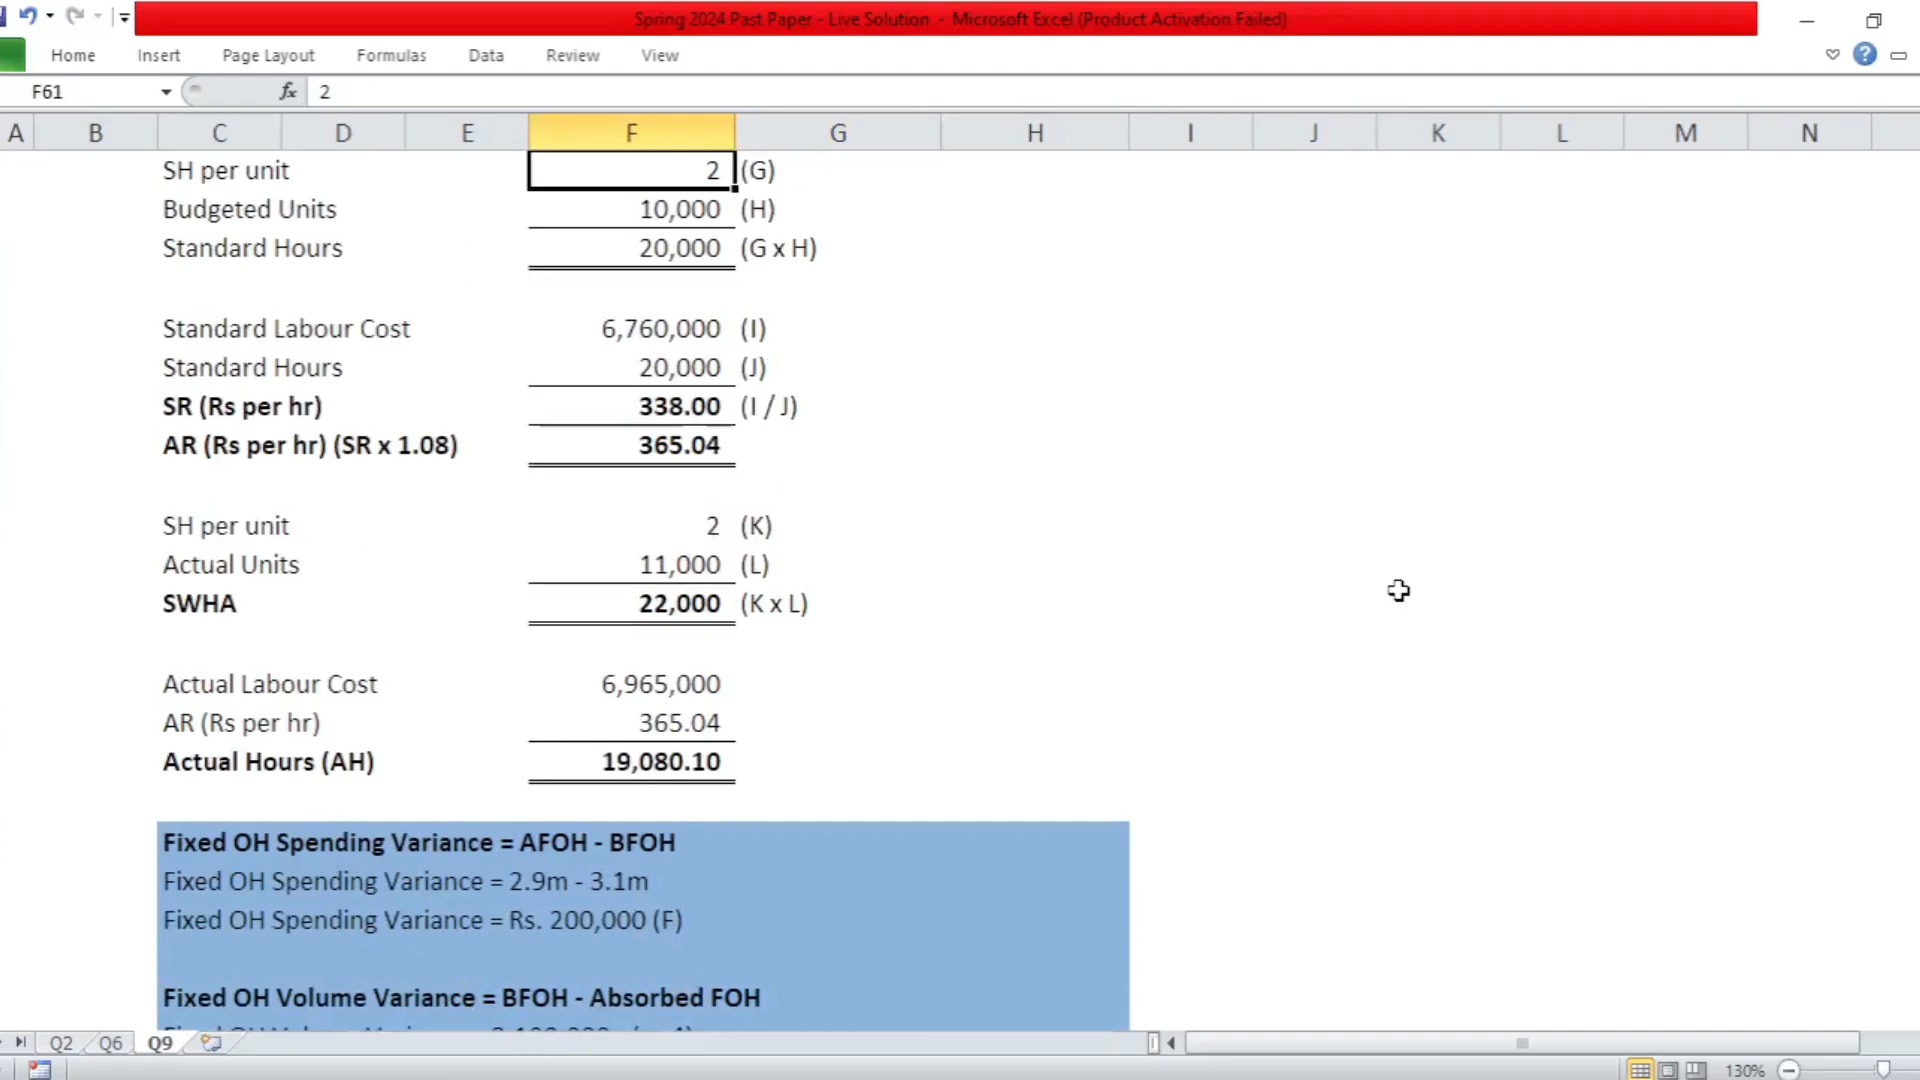 Spring 2024 Past Paper - Live Solution - Microsoft Excel (Product Activation Failed)
Home Insert Page Layout Formulas Data Review View
F61 fx 2
A B C D E F G H I J K L M N
SH per unit 2 (G)
Budgeted Units 10,000 (H)
Standard Hours 20,000 (G x H)
Standard Labour Cost 6,760,000 (I)
Standard Hours 20,000 (J)
SR (Rs per hr) 338.00 (I / J)
AR (Rs per hr) (SR x 1.08) 365.04
SH per unit 2 (K)
Actual Units 11,000 (L)
SWHA 22,000 (K x L)
Actual Labour Cost 6,965,000
AR (Rs per hr) 365.04
Actual Hours (AH) 19,080.10
Fixed OH Spending Variance = AFOH - BFOH
Fixed OH Spending Variance = 2.9m - 3.1m
Fixed OH Spending Variance = Rs. 200,000 (F)
Fixed OH Volume Variance = BFOH - Absorbed FOH
Q2 Q6 Q9
130%